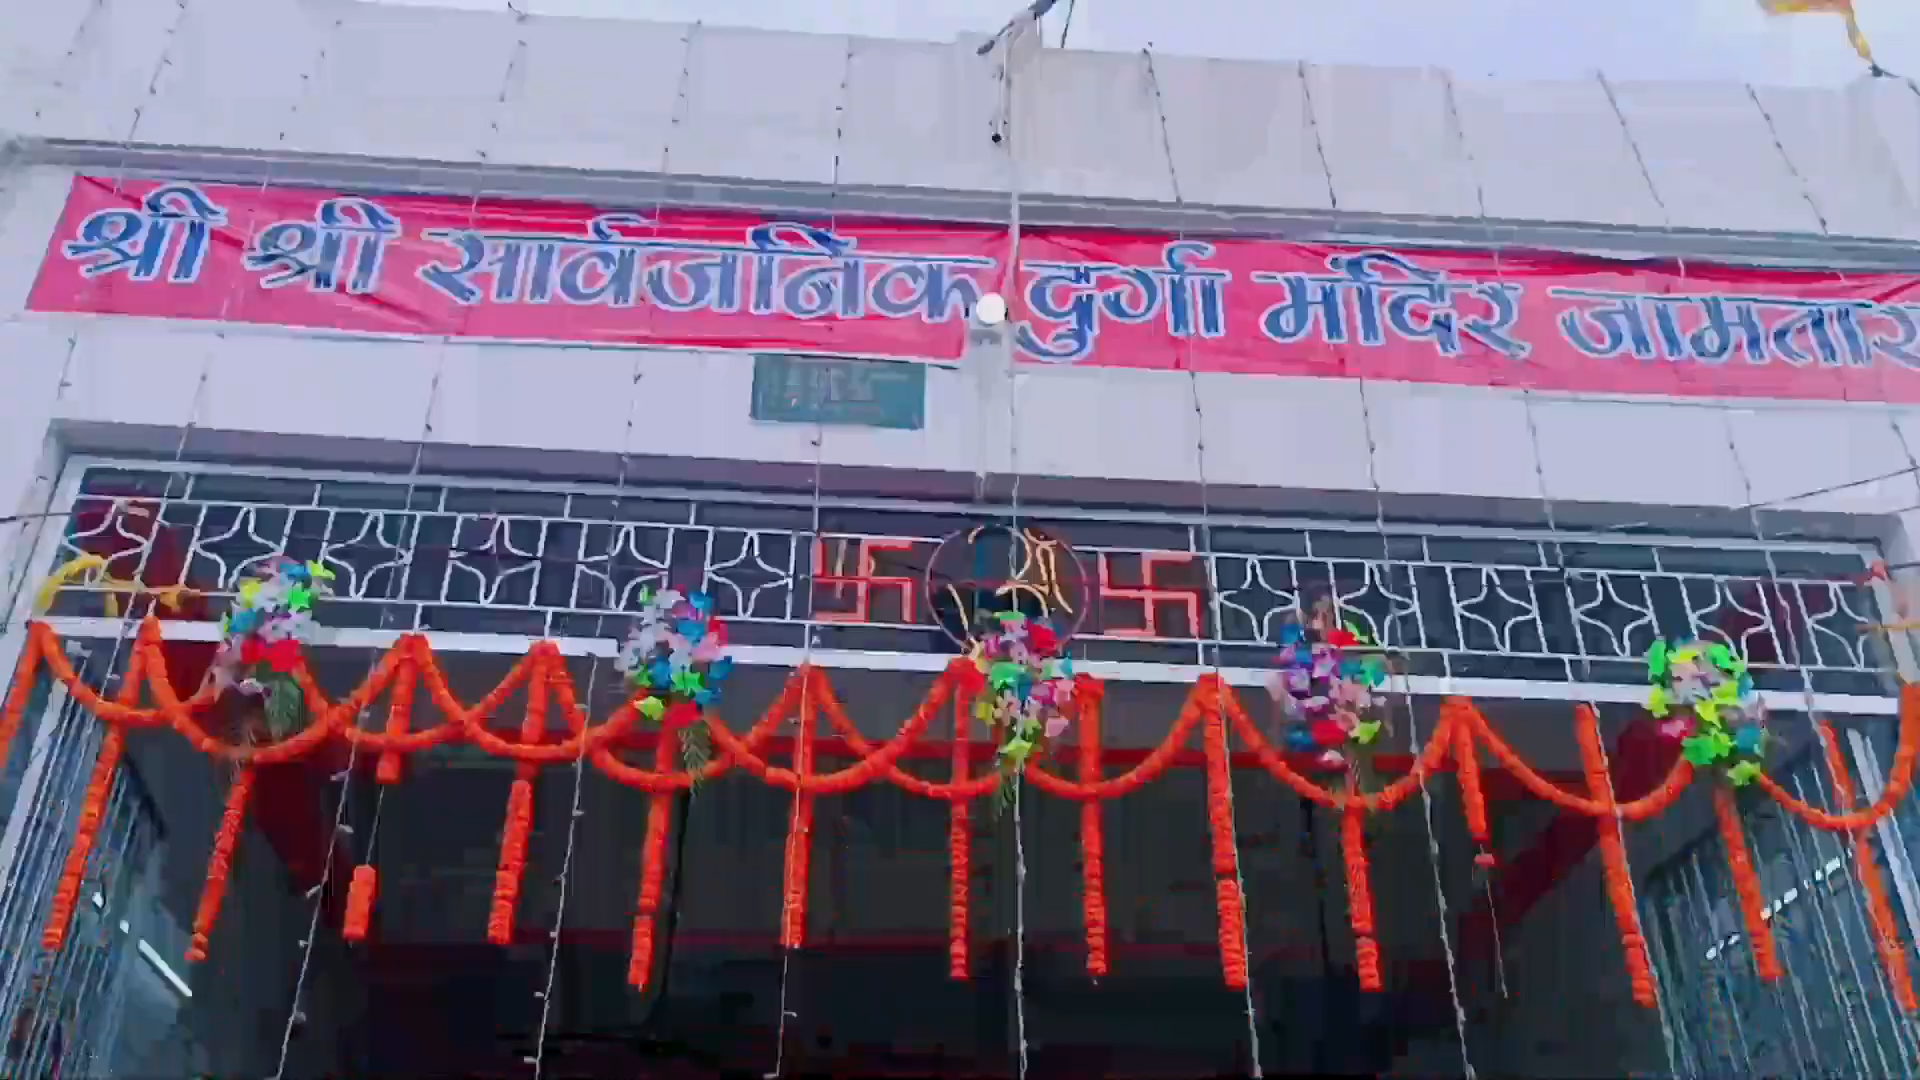 श्री श्री सार्वजनिक दुर्गा मंदिर जामतार